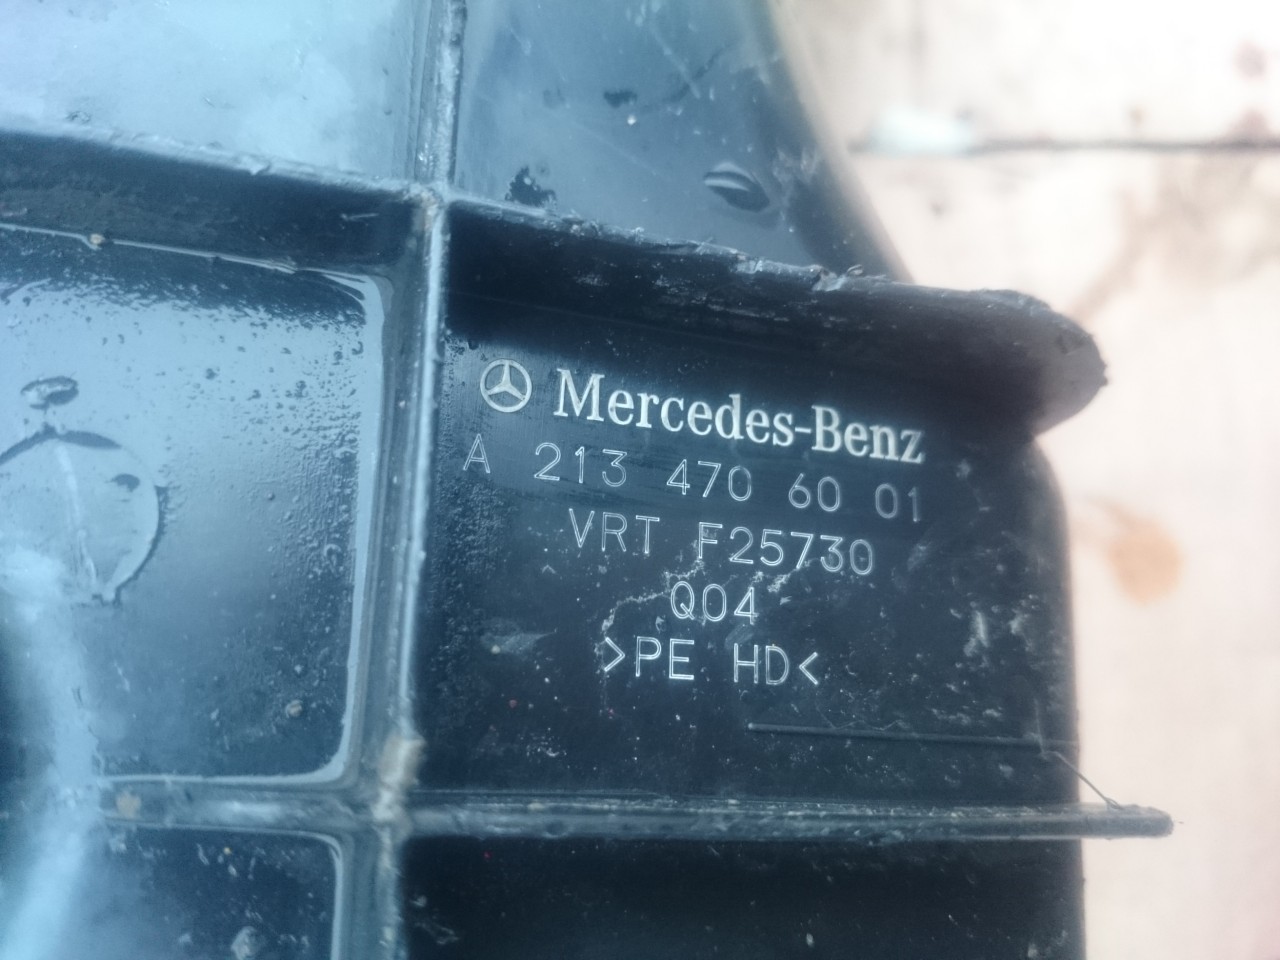 Mercedes-Benz
A 213 470 60 01
VRT F25730
Q04
>PE HD<